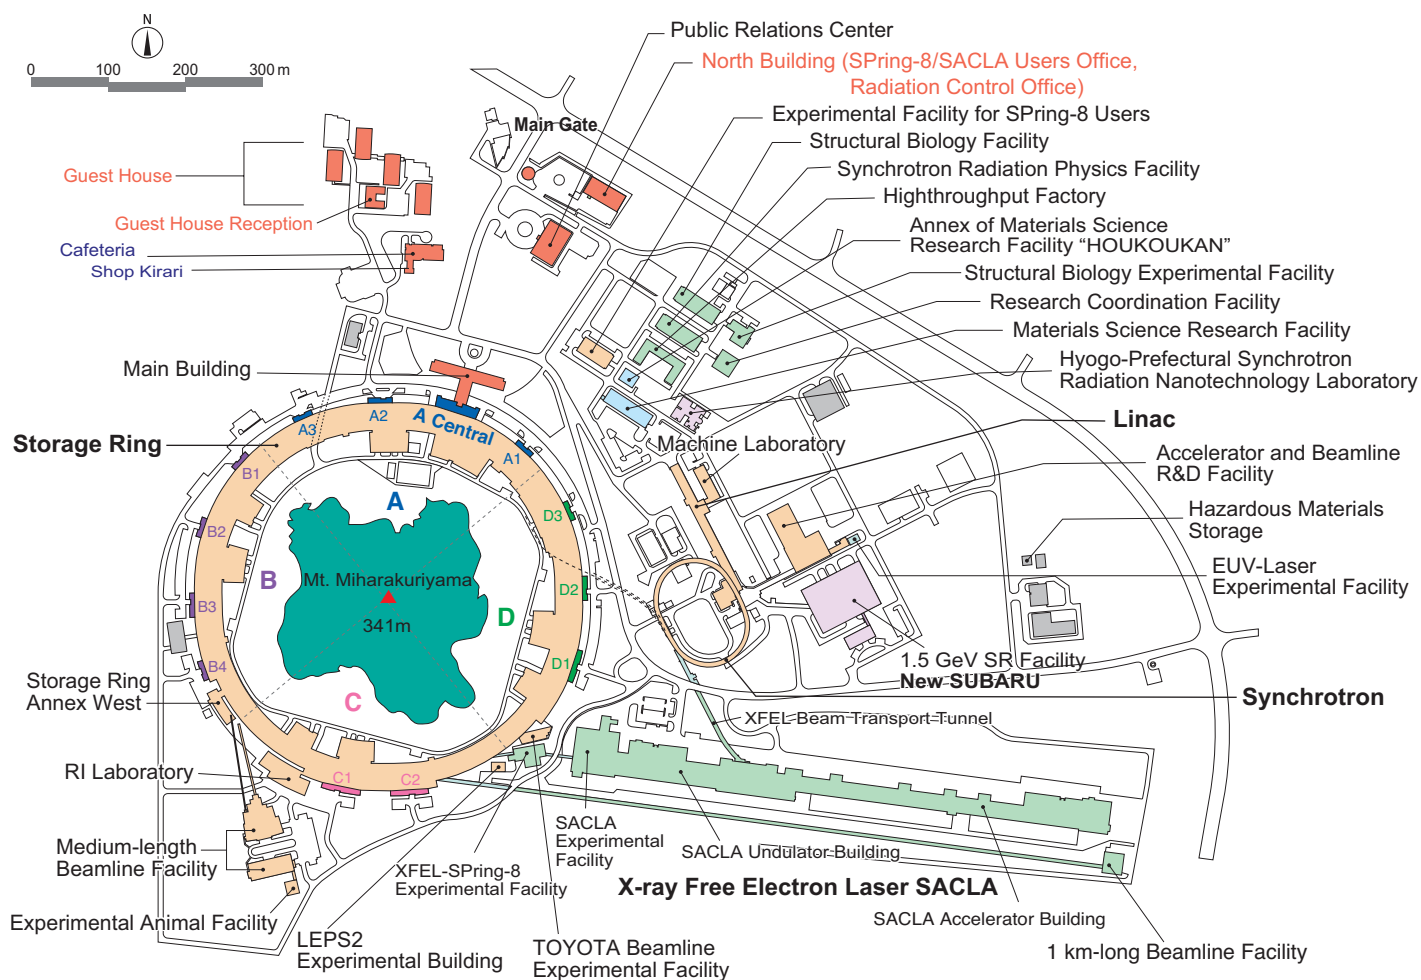 N
0 100 200 300 m
Public Relations Center
North Building (SPring-8/SACLA Users Office,
Radiation Control Office)
Experimental Facility for SPring-8 Users
Main Gate
Structural Biology Facility
Synchrotron Radiation Physics Facility
Highthroughput Factory
Guest House
Guest House Reception
Annex of Materials Science
Research Facility “HOUKOUKAN”
Cafeteria
Shop Kirari
Structural Biology Experimental Facility
Research Coordination Facility
Materials Science Research Facility
Main Building
Hyogo-Prefectural Synchrotron
Radiation Nanotechnology Laboratory
A3
A2
A Central
A1
Storage Ring
Linac
Machine Laboratory
Accelerator and Beamline
R&D Facility
B1
A
D3
Hazardous Materials
Storage
B2
EUV-Laser
Experimental Facility
B
Mt. Miharakuriyama
D2
B3
341m
D
B4
D1
1.5 GeV SR Facility
New SUBARU
Storage Ring
Annex West
C
Synchrotron
XFEL-Beam Transport Tunnel
RI Laboratory
C1
C2
SACLA
Experimental
Facility
SACLA Undulator Building
Medium-length
Beamline Facility
XFEL-SPring-8
Experimental Facility
X-ray Free Electron Laser SACLA
Experimental Animal Facility
SACLA Accelerator Building
LEPS2
Experimental Building
TOYOTA Beamline
Experimental Facility
1 km-long Beamline Facility